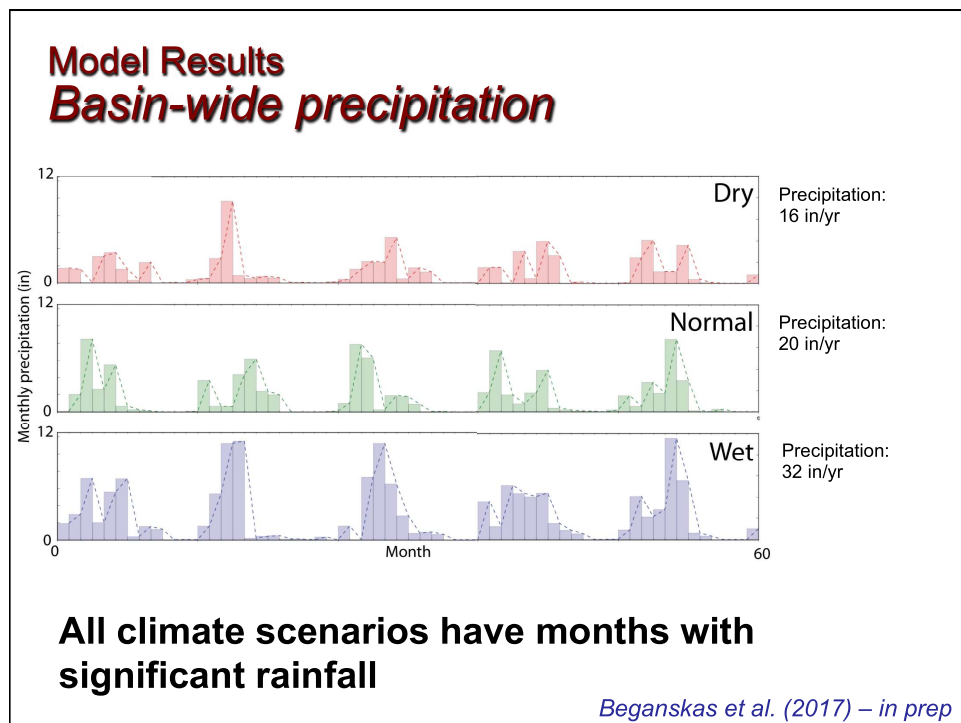 Model Results
Basin-wide precipitation
12
Dry
Precipitation:
16 in/yr
0
Monthly precipitation (in)
12
Normal
Precipitation:
20 in/yr
0
12
Wet
Precipitation:
32 in/yr
0
0
Month
60
All climate scenarios have months with
significant rainfall
Beganskas et al. (2017) – in prep